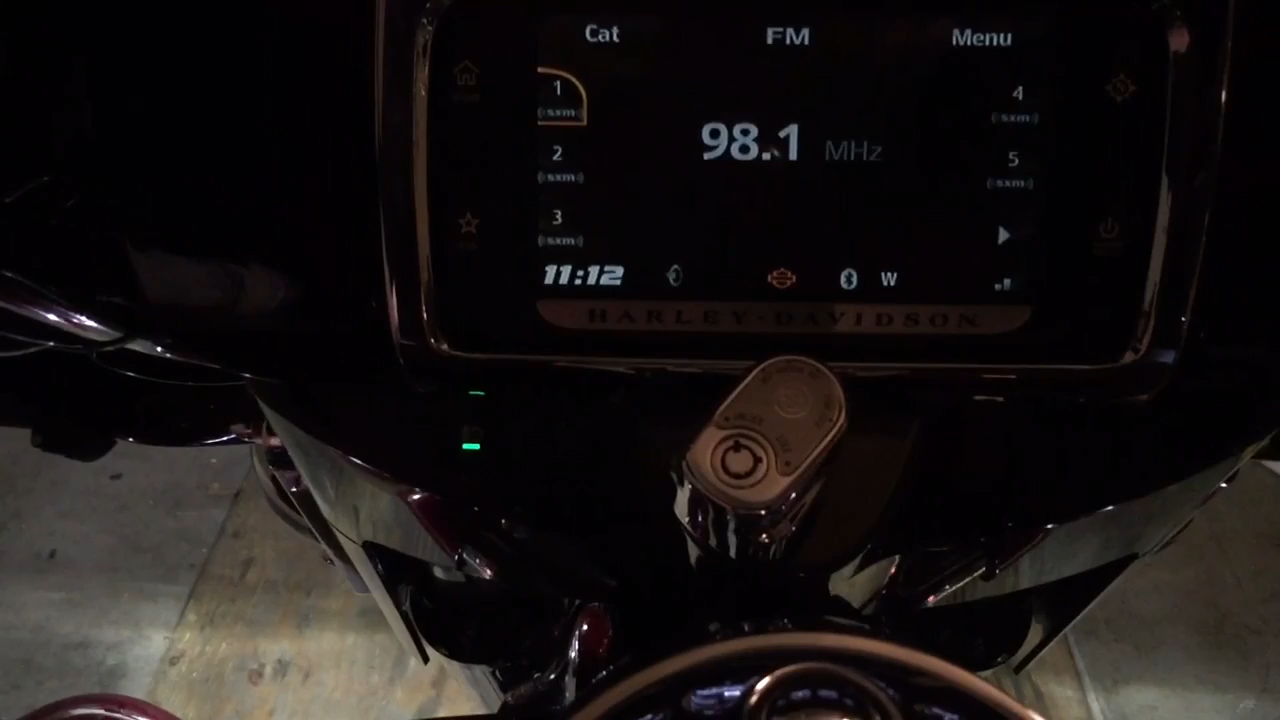 Cat FM Menu
1
(sxm)
2
(sxm)
3
(sxm)
98.1 MHz
4
(sxm)
5
(sxm)
11:12 W
HARLEY-DAVIDSON